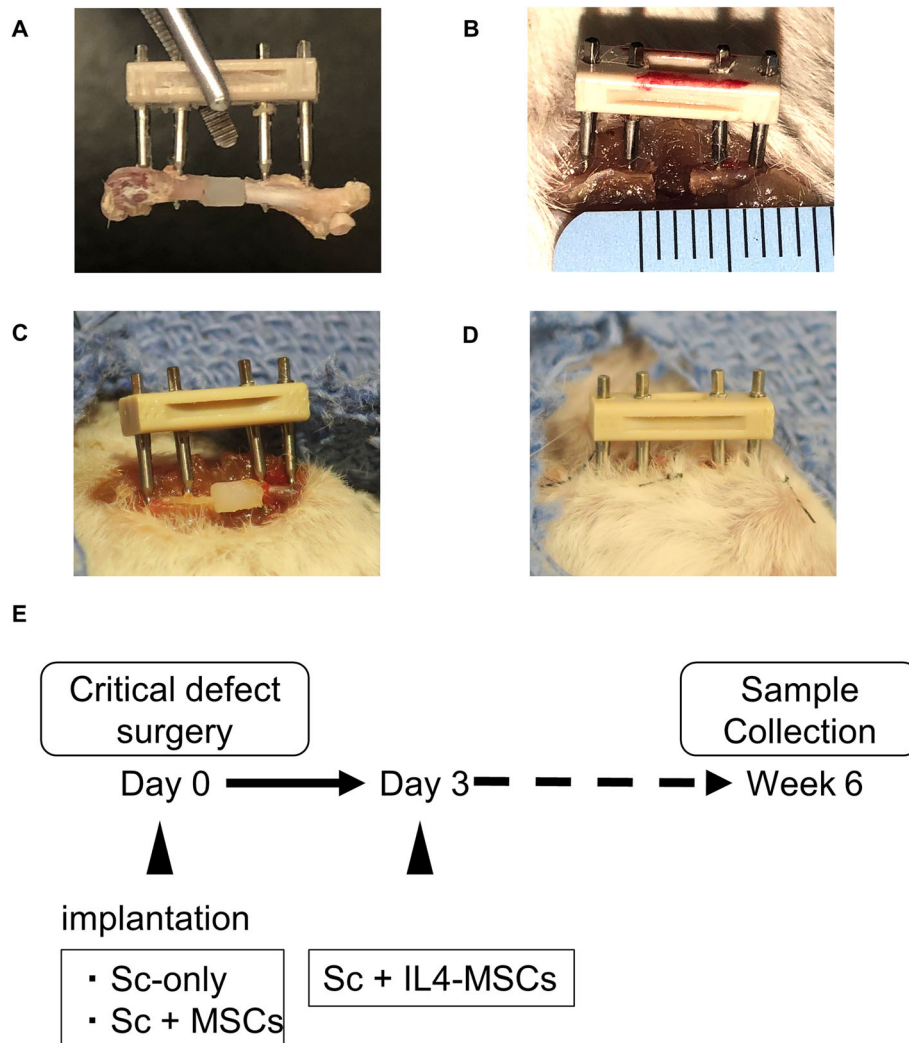 A
B
C
D
E
Critical defect
surgery
Sample
Collection
Day 0
Day 3
Week 6
implantation
・ Sc-only
・ Sc + MSCs
Sc + IL4-MSCs